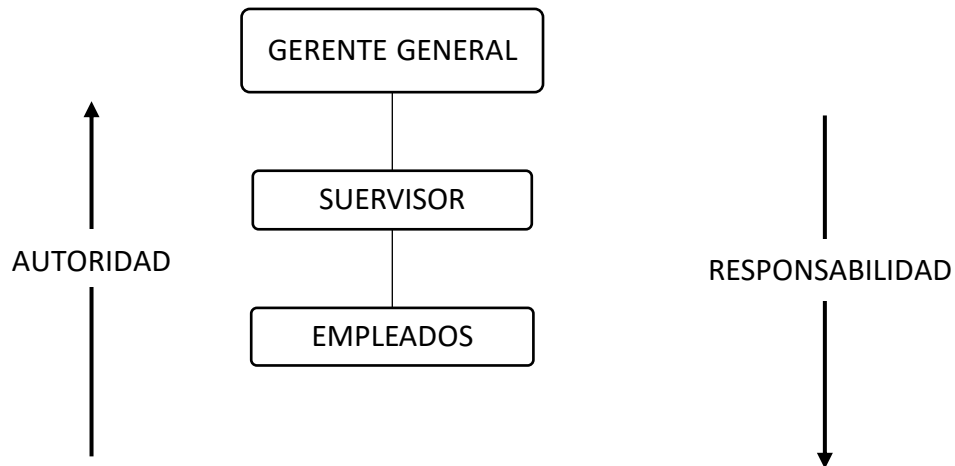 GERENTE GENERAL
SUERVISOR
AUTORIDAD
RESPONSABILIDAD
EMPLEADOS